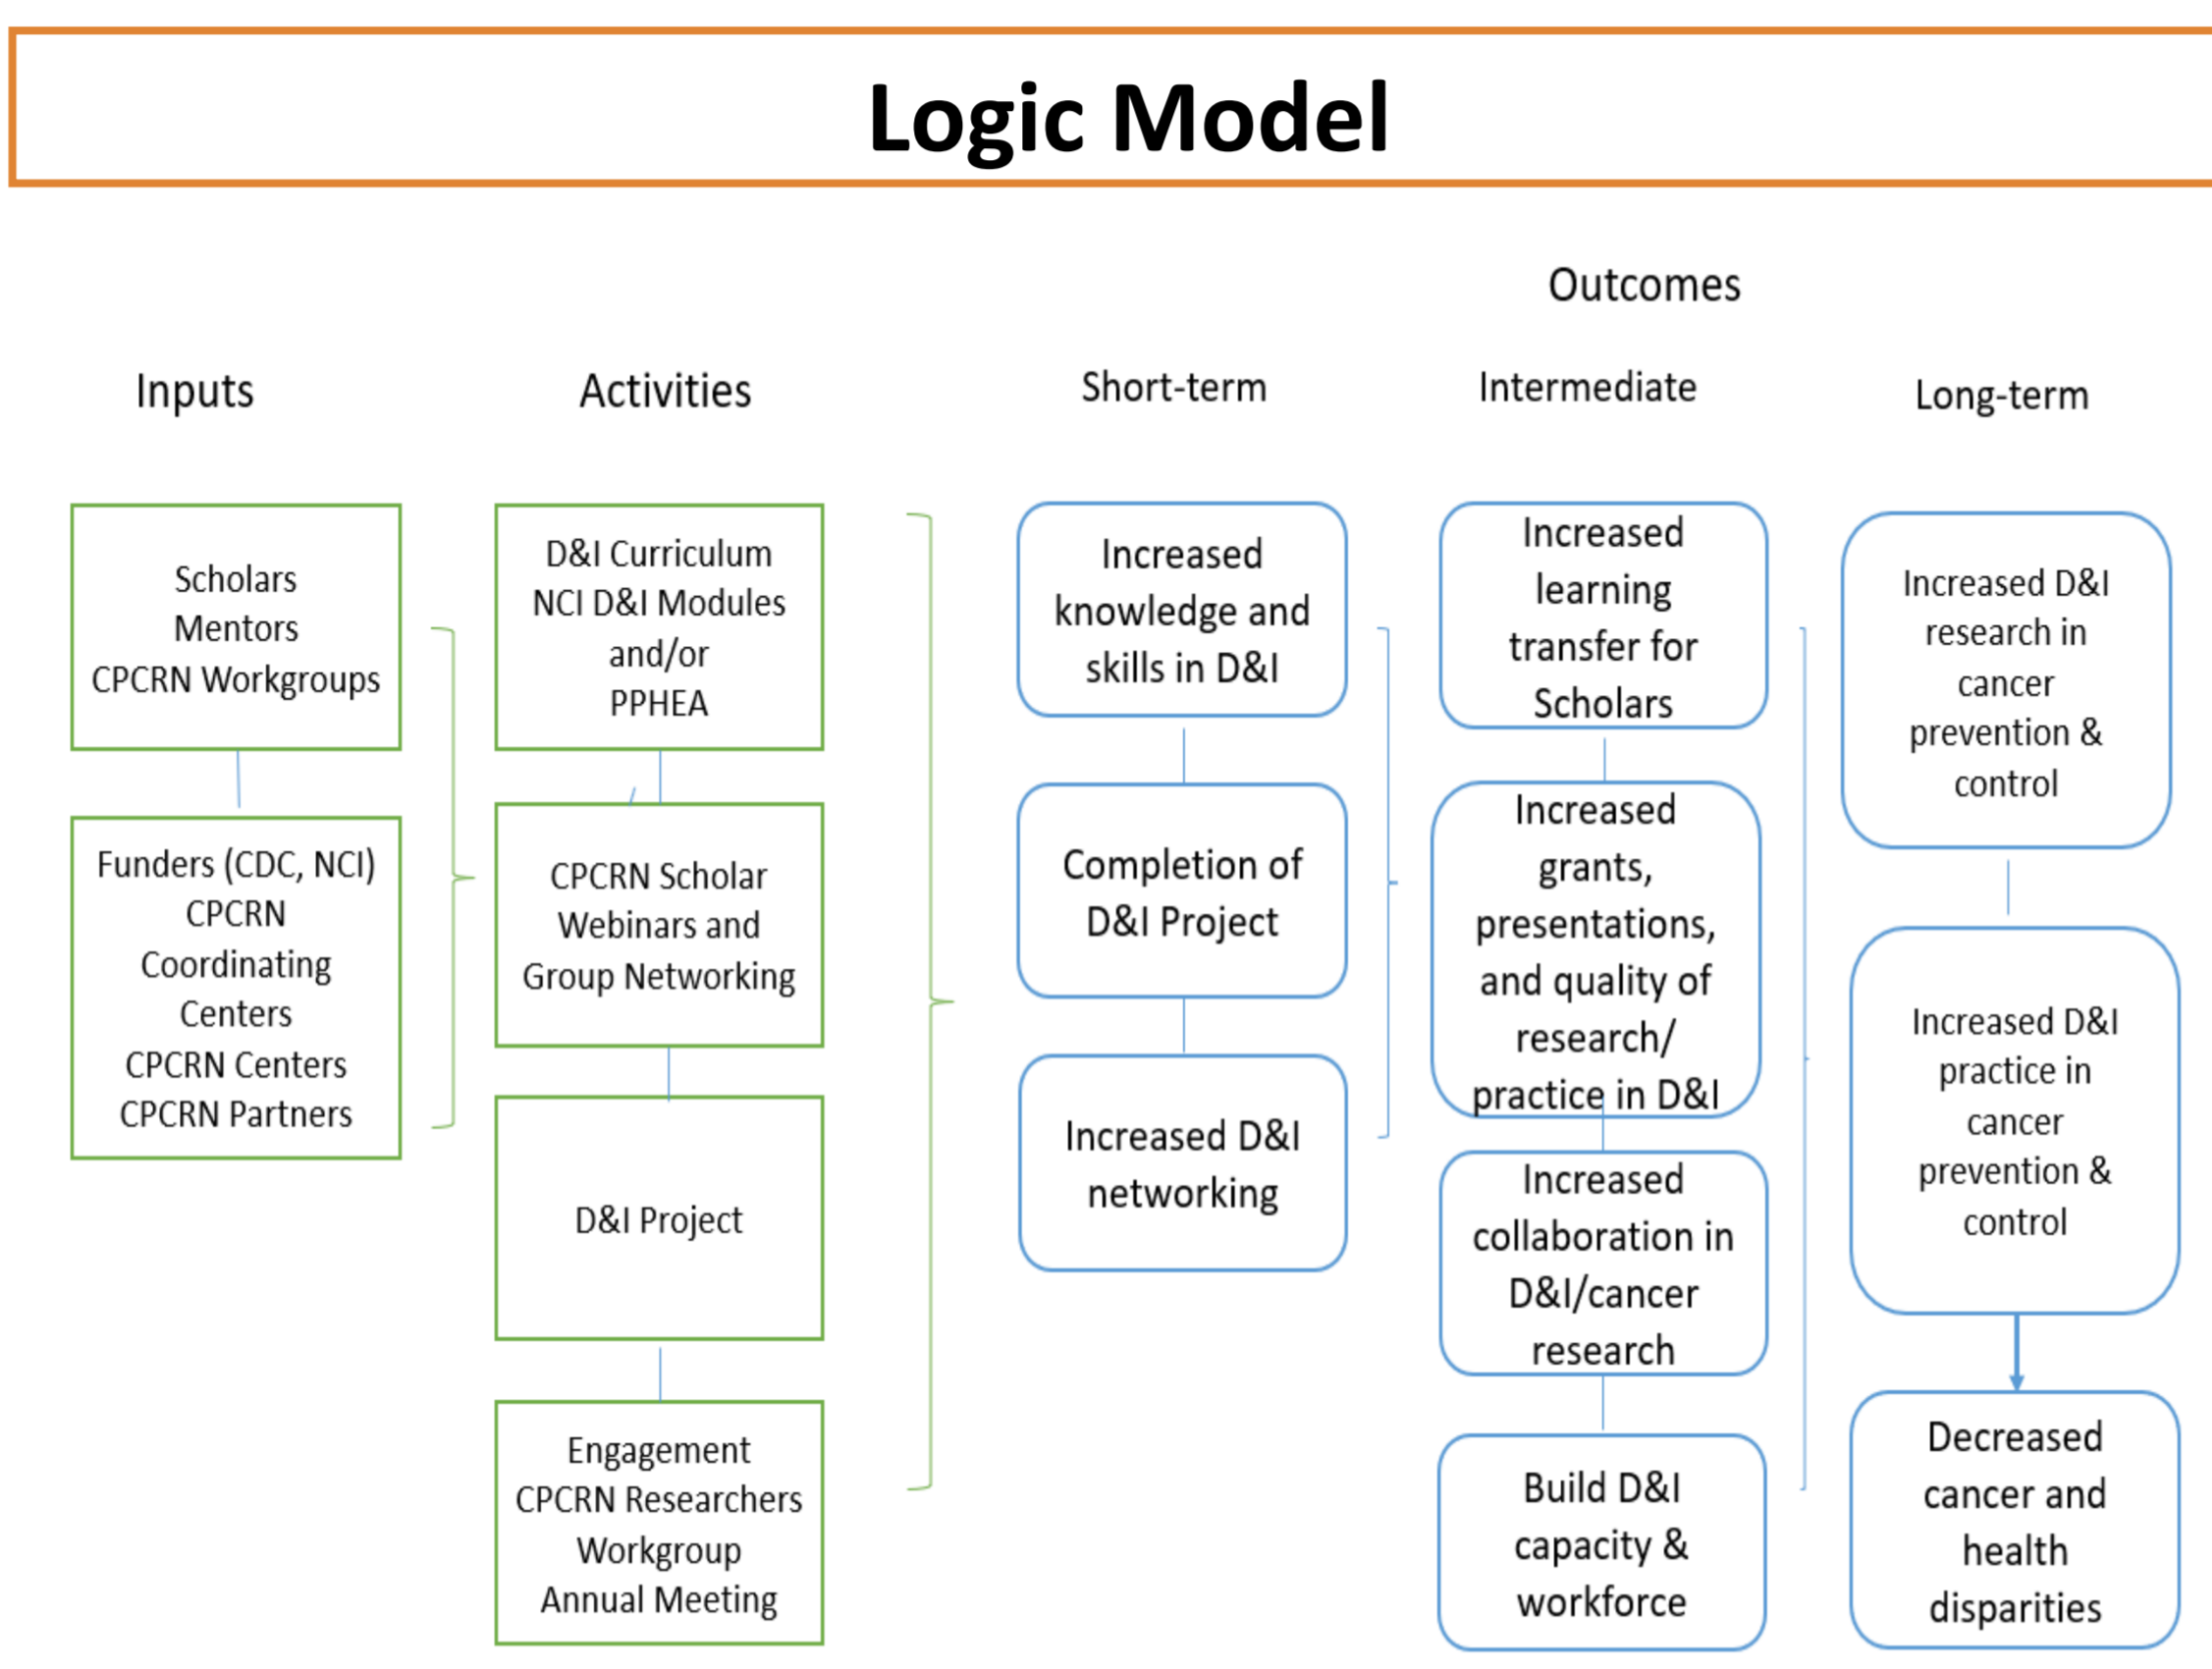 Logic Model
Outcomes
Inputs
Activities
Short-term
Intermediate
Long-term
Scholars
Mentors
CPCRN Workgroups
Funders (CDC, NCI)
CPCRN
Coordinating
Centers
CPCRN Centers
CPCRN Partners
D&I Curriculum
NCI D&I Modules
and/or
PPHEA
CPCRN Scholar
Webinars and
Group Networking
D&I Project
Engagement
CPCRN Researchers
Workgroup
Annual Meeting
Increased
knowledge and
skills in D&I
Completion of
D&I Project
Increased D&I
networking
Increased
learning
transfer for
Scholars
Increased
grants,
presentations,
and quality of
research/
practice in D&I
Increased
collaboration in
D&I/cancer
research
Build D&I
capacity &
workforce
Increased D&I
research in
cancer
prevention &
control
Increased D&I
practice in
cancer
prevention &
control
Decreased
cancer and
health
disparities